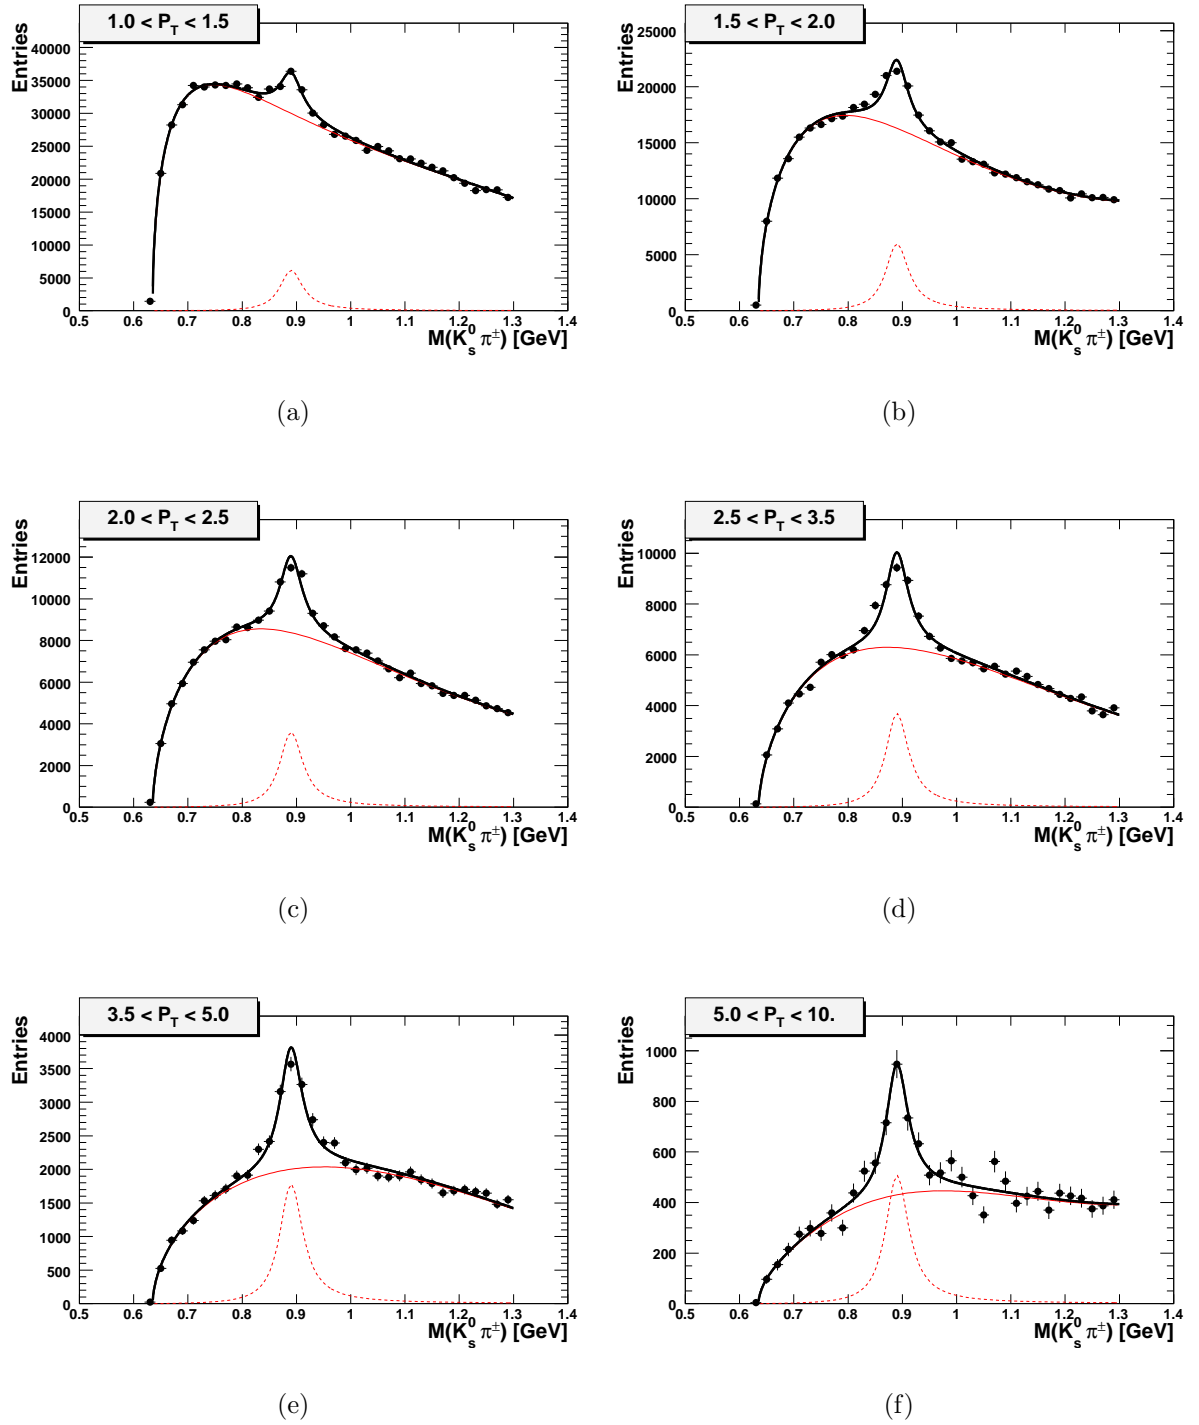 1.0 < P_T < 1.5
Entries
40000
35000
30000
25000
20000
15000
10000
5000
0
0.5 0.6 0.7 0.8 0.9 1 1.1 1.2 1.3 1.4
M(K_s^0 π^±) [GeV]
(a)
1.5 < P_T < 2.0
Entries
25000
20000
15000
10000
5000
0
0.5 0.6 0.7 0.8 0.9 1 1.1 1.2 1.3 1.4
M(K_s^0 π^±) [GeV]
(b)
2.0 < P_T < 2.5
Entries
12000
10000
8000
6000
4000
2000
0
0.5 0.6 0.7 0.8 0.9 1 1.1 1.2 1.3 1.4
M(K_s^0 π^±) [GeV]
(c)
2.5 < P_T < 3.5
Entries
10000
8000
6000
4000
2000
0
0.5 0.6 0.7 0.8 0.9 1 1.1 1.2 1.3 1.4
M(K_s^0 π^±) [GeV]
(d)
3.5 < P_T < 5.0
Entries
4000
3500
3000
2500
2000
1500
1000
500
0
0.5 0.6 0.7 0.8 0.9 1 1.1 1.2 1.3 1.4
M(K_s^0 π^±) [GeV]
(e)
5.0 < P_T < 10.
Entries
1000
800
600
400
200
0
0.5 0.6 0.7 0.8 0.9 1 1.1 1.2 1.3 1.4
M(K_s^0 π^±) [GeV]
(f)